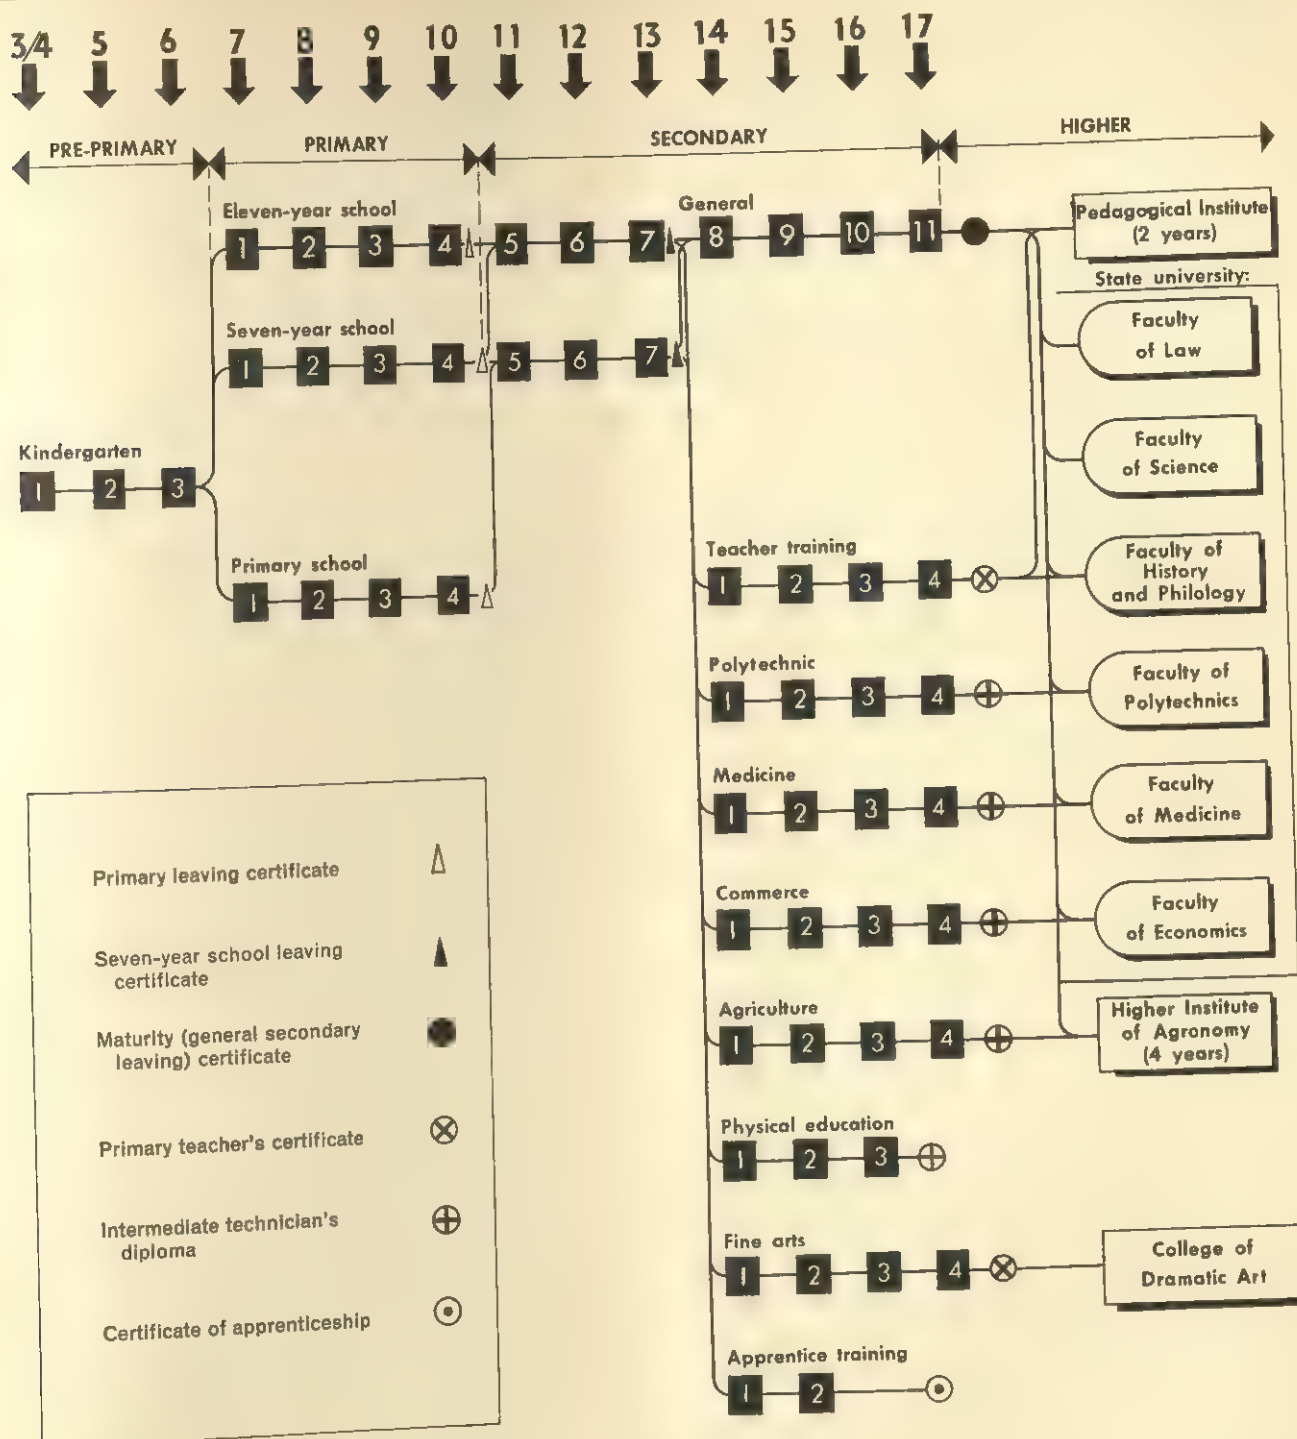 3/4 5 6 7 8 9 10 11 12 13 14 15 16 17
PRE-PRIMARY PRIMARY SECONDARY HIGHER
Eleven-year school
1 2 3 4 5 6 7
General
8 9 10 11
Pedagogical Institute
(2 years)
State university:
Seven-year school
1 2 3 4 5 6 7
Faculty
of Law
Kindergarten
1 2 3
Faculty
of Science
Primary school
1 2 3 4
Teacher training
1 2 3 4
Faculty of
History
and Philology
Polytechnic
1 2 3 4
Faculty of
Polytechnics
Medicine
1 2 3 4
Faculty
of Medicine
Commerce
1 2 3 4
Faculty
of Economics
Agriculture
1 2 3 4
Higher Institute
of Agronomy
(4 years)
Physical education
1 2 3
Fine arts
1 2 3 4
College of
Dramatic Art
Apprentice training
1 2
Primary leaving certificate
Seven-year school leaving
certificate
Maturity (general secondary
leaving) certificate
Primary teacher's certificate
Intermediate technician's
diploma
Certificate of apprenticeship